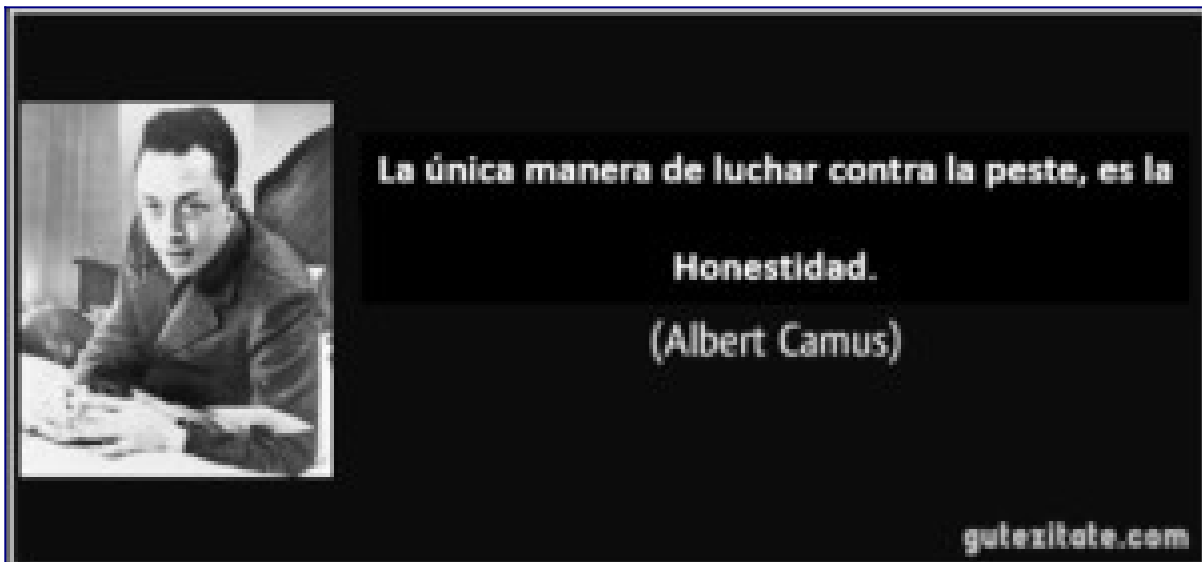 La única manera de luchar contra la peste, es la
Honestidad.
(Albert Camus)
gutezitate.com